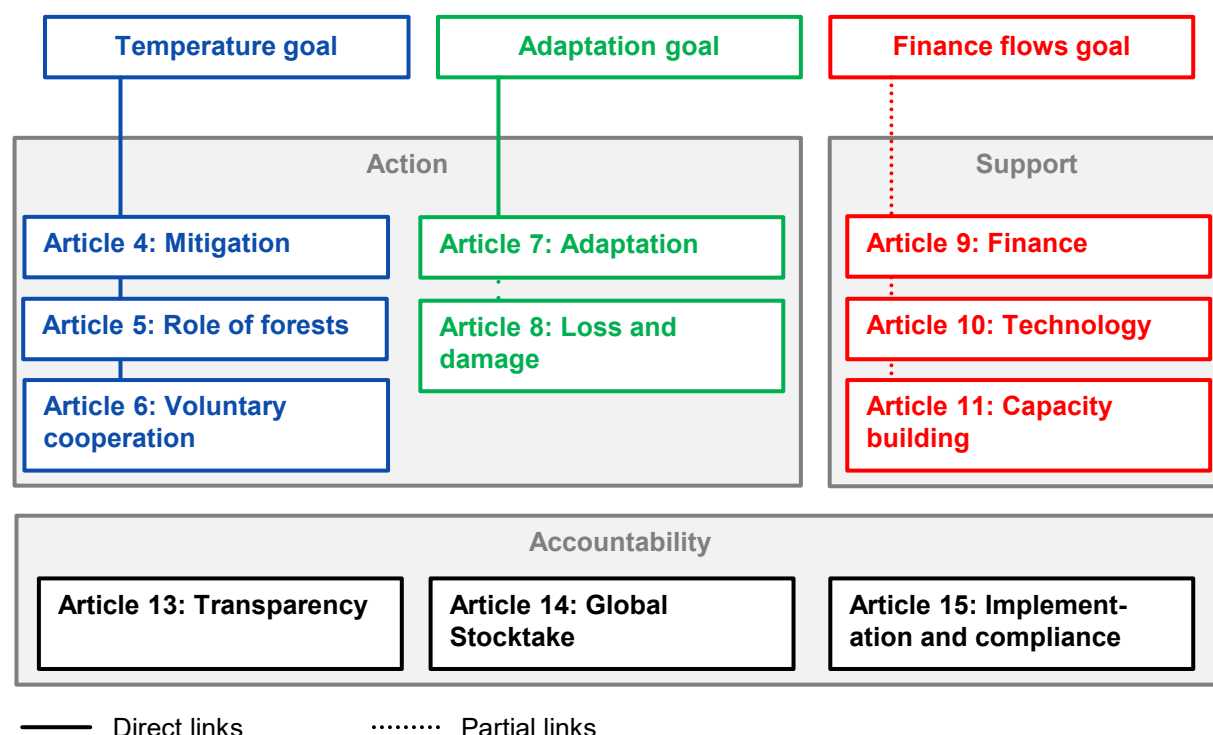 Temperature goal
Adaptation goal
Finance flows goal
Action
Support
Article 4: Mitigation
Article 5: Role of forests
Article 6: Voluntary
cooperation
Article 7: Adaptation
Article 8: Loss and
damage
Article 9: Finance
Article 10: Technology
Article 11: Capacity
building
Accountability
Article 13: Transparency
Article 14: Global
Stocktake
Article 15: Implement-
ation and compliance
Direct links
Partial links